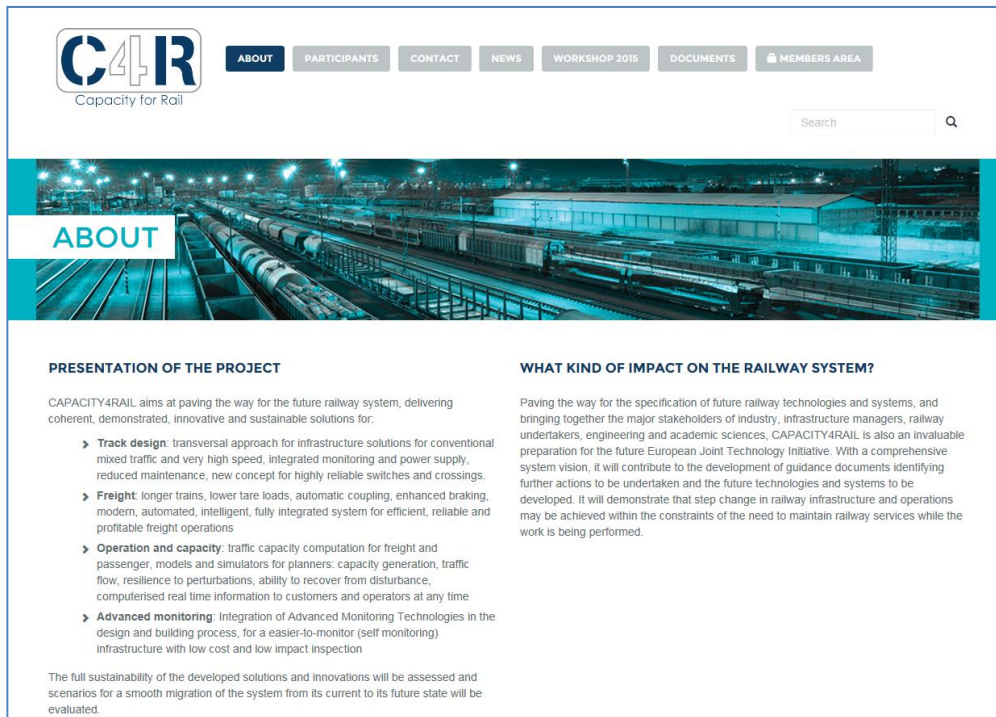 C4R
Capacity for Rail
ABOUT
PARTICIPANTS
CONTACT
NEWS
WORKSHOP 2015
DOCUMENTS
MEMBERS AREA
Search
ABOUT
PRESENTATION OF THE PROJECT
CAPACITY4RAIL aims at paving the way for the future railway system, delivering
coherent, demonstrated, innovative and sustainable solutions for:
Track design: transversal approach for infrastructure solutions for conventional
mixed traffic and very high speed, integrated monitoring and power supply,
reduced maintenance, new concept for highly reliable switches and crossings.
Freight: longer trains, lower tare loads, automatic coupling, enhanced braking,
modern, automated, intelligent, fully integrated system for efficient, reliable and
profitable freight operations
Operation and capacity: traffic capacity computation for freight and
passenger, models and simulators for planners: capacity generation, traffic
flow, resilience to perturbations, ability to recover from disturbance,
computerised real time information to customers and operators at any time
Advanced monitoring: Integration of Advanced Monitoring Technologies in the
design and building process, for a easier-to-monitor (self monitoring)
infrastructure with low cost and low impact inspection
The full sustainability of the developed solutions and innovations will be assessed and
scenarios for a smooth migration of the system from its current to its future state will be
evaluated.
WHAT KIND OF IMPACT ON THE RAILWAY SYSTEM?
Paving the way for the specification of future railway technologies and systems, and
bringing together the major stakeholders of industry, infrastructure managers, railway
undertakers, engineering and academic sciences, CAPACITY4RAIL is also an invaluable
preparation for the future European Joint Technology Initiative. With a comprehensive
system vision, it will contribute to the development of guidance documents identifying
further actions to be undertaken and the future technologies and systems to be
developed. It will demonstrate that step change in railway infrastructure and operations
may be achieved within the constraints of the need to maintain railway services while the
work is being performed.